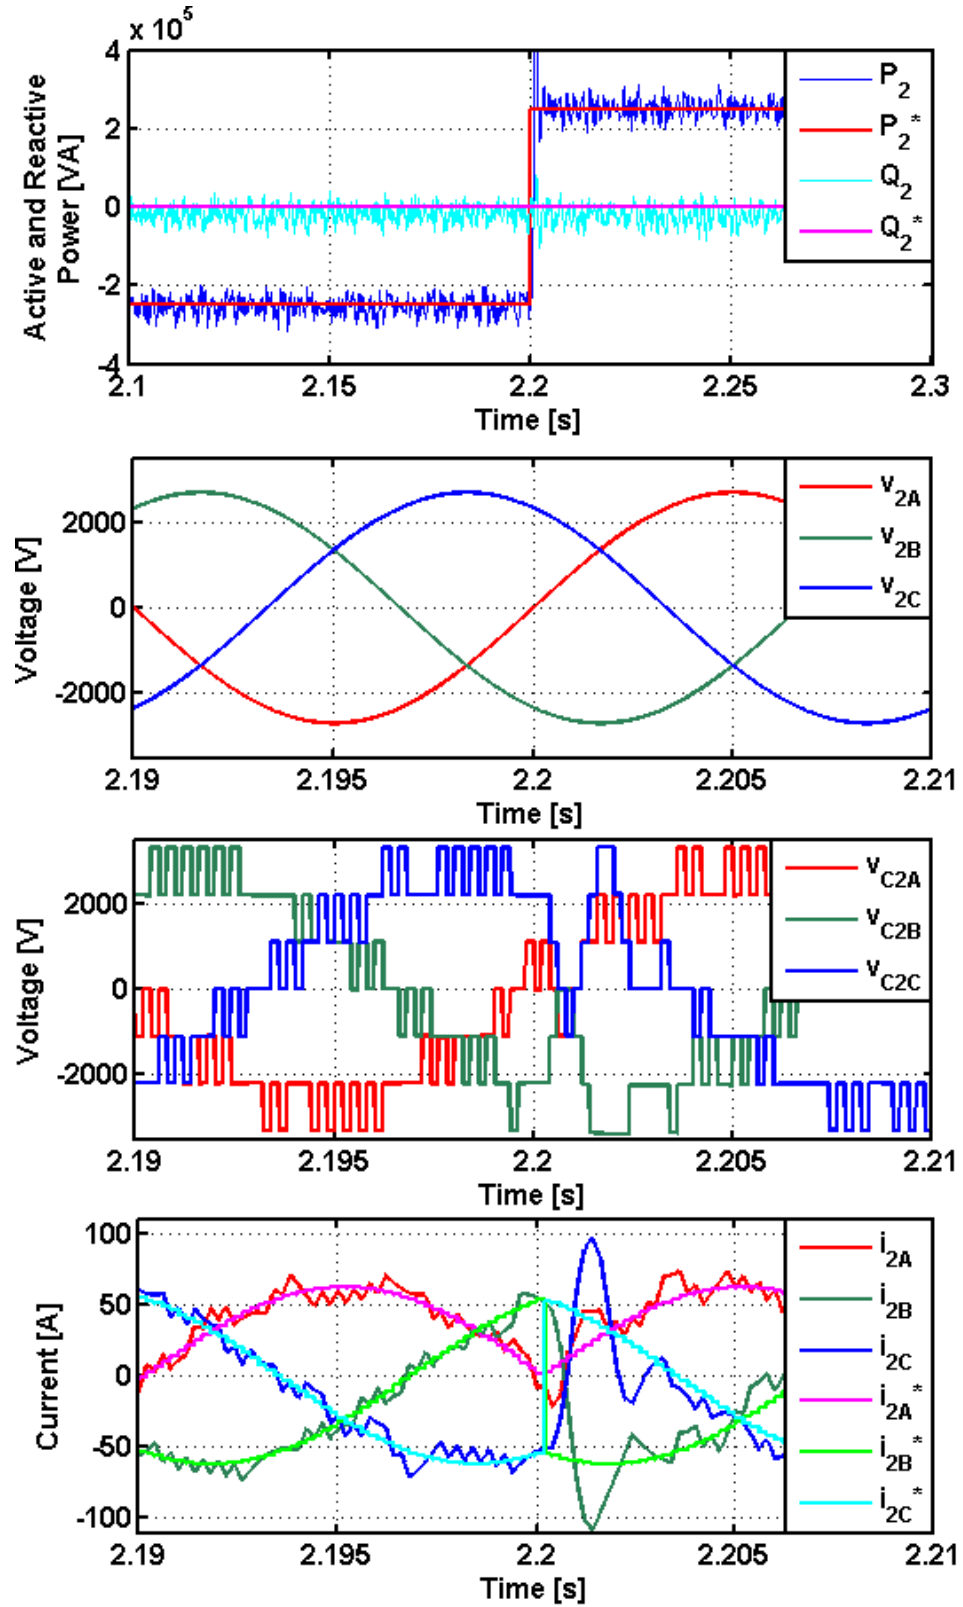 x 10^5
4
2
0
-2
-4
Active and Reactive
Power [VA]
P_2
P_2^*
Q_2
Q_2^*
2.1 2.15 2.2 2.25 2.3
Time [s]
2000
0
-2000
Voltage [V]
v_2A
v_2B
v_2C
2.19 2.195 2.2 2.205 2.21
Time [s]
2000
0
-2000
Voltage [V]
v_C2A
v_C2B
v_C2C
2.19 2.195 2.2 2.205 2.21
Time [s]
100
50
0
-50
-100
Current [A]
i_2A
i_2B
i_2C
i_2A^*
i_2B^*
i_2C^*
2.19 2.195 2.2 2.205 2.21
Time [s]